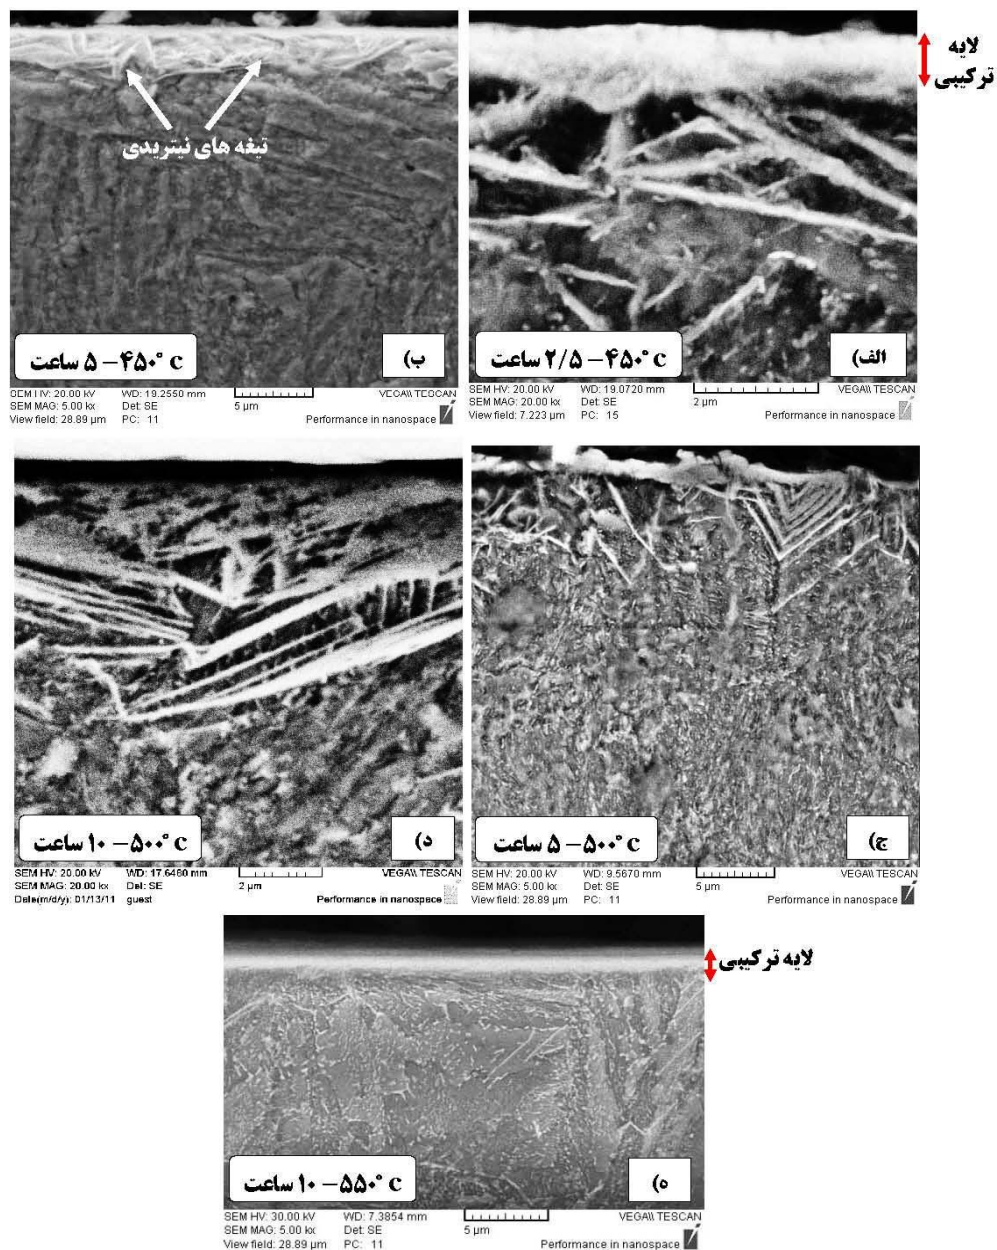 لایه
ترکیبی
الف)
۲/۵ – ۴۵۰° c ساعت
SEM HV: 20.00 kV WD: 19.0720 mm VEGA\\ TESCAN
SEM MAG: 20.00 kx Det: SE 2 µm
View field: 7.223 µm PC: 15 Performance in nanospace
تیغه های نیتریدی
ب)
۵ – ۴۵۰° c ساعت
SEM HV: 20.00 kV WD: 19.2550 mm VEGA\\ TESCAN
SEM MAG: 5.00 kx Det: SE 5 µm
View field: 28.89 µm PC: 11 Performance in nanospace
ج)
۵ – ۵۰۰° c ساعت
SEM HV: 20.00 kV WD: 9.5670 mm VEGA\\ TESCAN
SEM MAG: 5.00 kx Det: SE 5 µm
View field: 28.89 µm PC: 11 Performance in nanospace
د)
۱۰ – ۵۰۰° c ساعت
SEM HV: 20.00 kV WD: 17.6460 mm VEGA\\ TESCAN
SEM MAG: 20.00 kx Det: SE 2 µm
Date(m/d/y): 01/13/11 guest Performance in nanospace
لایه ترکیبی
ه)
۱۰ – ۵۵۰° c ساعت
SEM HV: 30.00 kV WD: 7.3854 mm VEGA\\ TESCAN
SEM MAG: 5.00 kx Det: SE 5 µm
View field: 28.89 µm PC: 11 Performance in nanospace